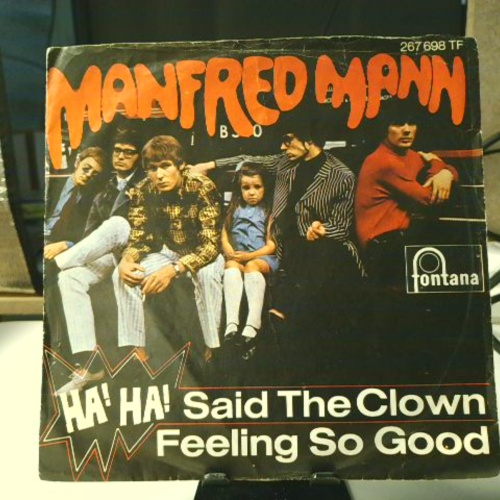 267 698 TF
MANFRED MANN
fontana
HA! HA! Said The Clown
Feeling So Good